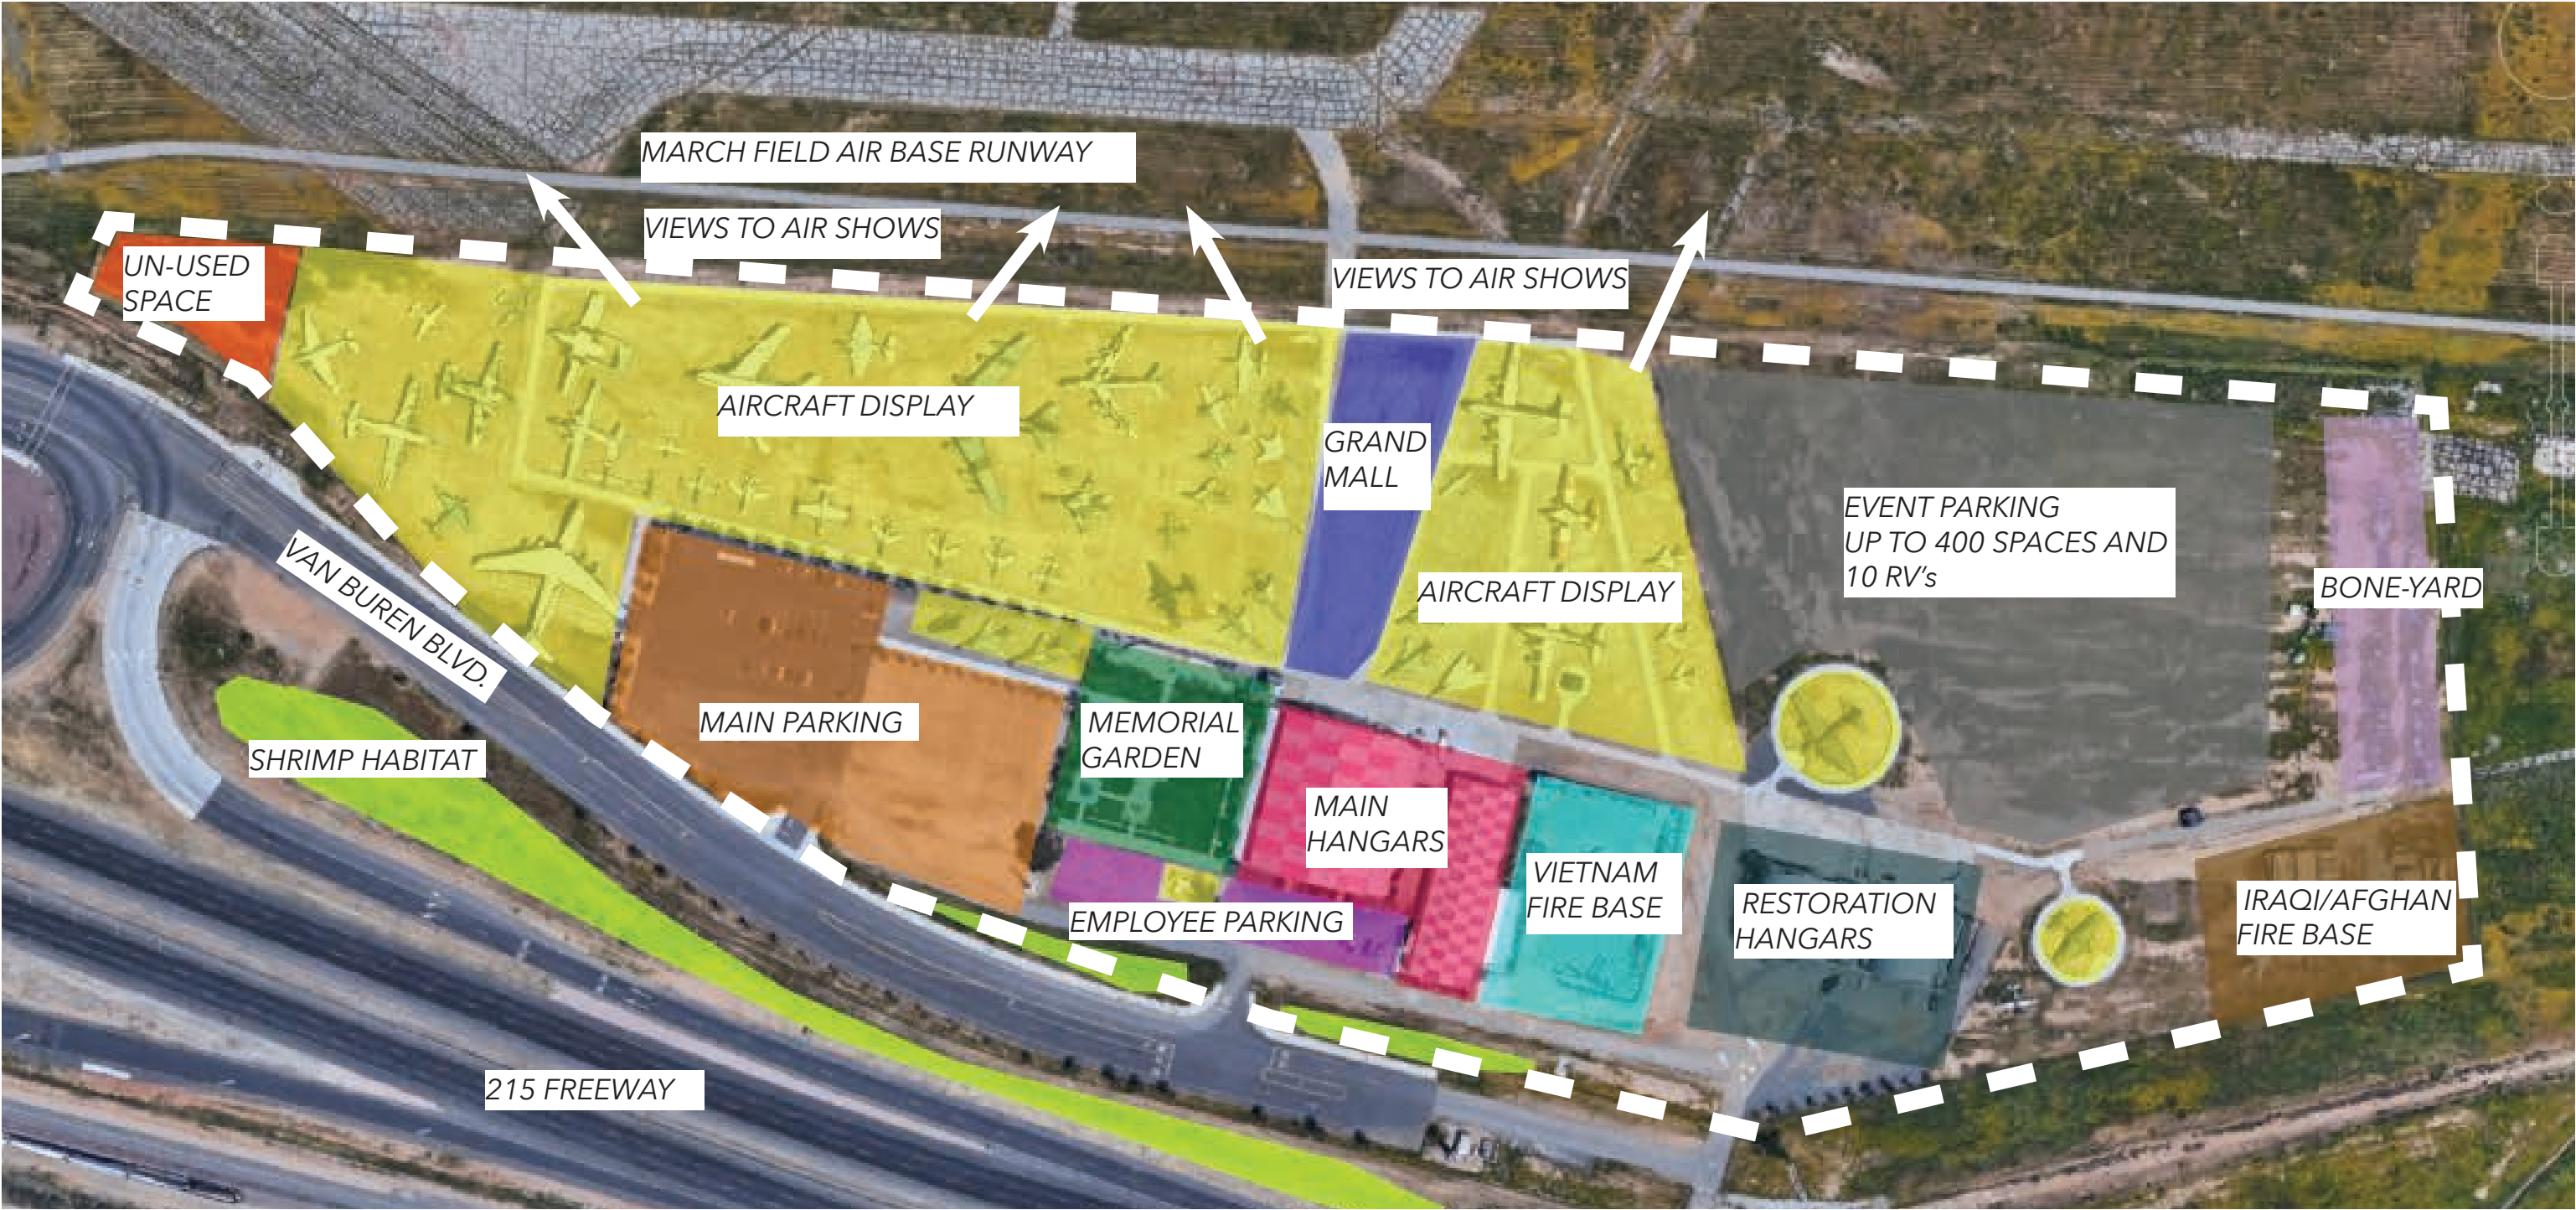 MARCH FIELD AIR BASE RUNWAY
VIEWS TO AIR SHOWS
UN-USED
SPACE
VIEWS TO AIR SHOWS
AIRCRAFT DISPLAY
GRAND
MALL
EVENT PARKING
UP TO 400 SPACES AND
10 RV's
BONE-YARD
AIRCRAFT DISPLAY
VAN BUREN BLVD.
MAIN PARKING
MEMORIAL
GARDEN
SHRIMP HABITAT
MAIN
HANGARS
VIETNAM
FIRE BASE
RESTORATION
HANGARS
IRAQI/AFGHAN
FIRE BASE
EMPLOYEE PARKING
215 FREEWAY